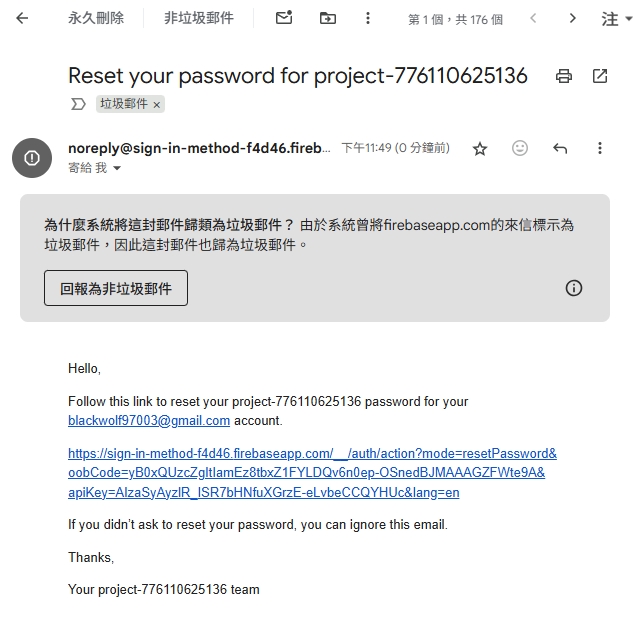 永久刪除 非垃圾郵件 第 1 個，共 176 個 注
Reset your password for project-776110625136
垃圾郵件 ×
noreply@sign-in-method-f4d46.fireb... 下午11:49 (0 分鐘前)
寄給 我
為什麼系統將這封郵件歸類為垃圾郵件？ 由於系統曾將firebaseapp.com的來信標示為
垃圾郵件，因此這封郵件也歸為垃圾郵件。
回報為非垃圾郵件
Hello,
Follow this link to reset your project-776110625136 password for your
blackwolf97003@gmail.com account.
https://sign-in-method-f4d46.firebaseapp.com/__/auth/action?mode=resetPassword&
oobCode=yB0xQUzcZgltIamEz8tbxZ1FYLDQv6n0ep-OSnedBJMAAAGZFWte9A&
apiKey=AIzaSyAyzlR_ISR7bHNfuXGrzE-eLvbeCCQYHUc&lang=en
If you didn't ask to reset your password, you can ignore this email.
Thanks,
Your project-776110625136 team